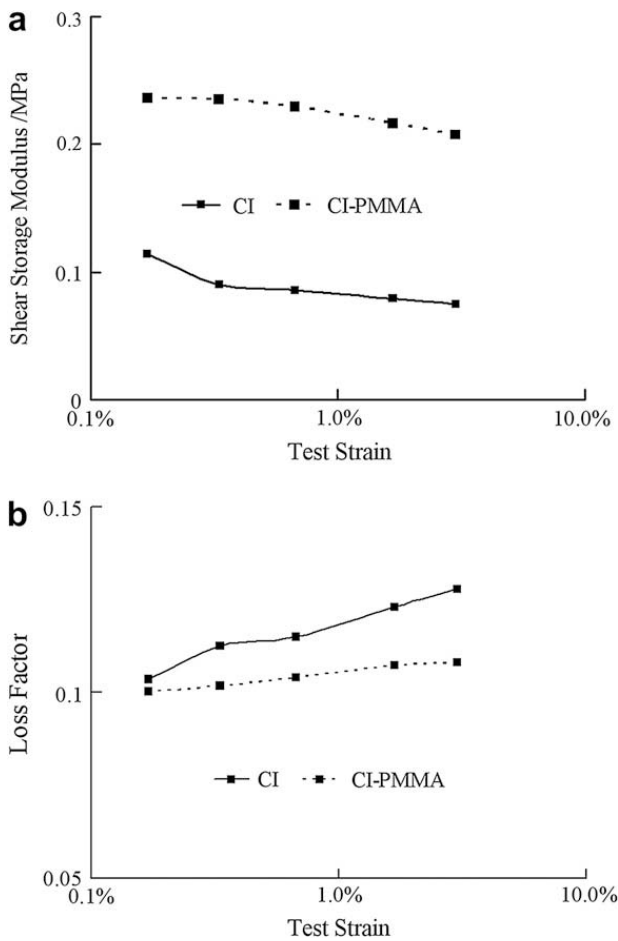 a
0.3
0.2
0.1
0
Shear Storage Modulus /MPa
CI CI-PMMA
0.1% 1.0% 10.0%
Test Strain
b
0.15
0.1
0.05
Loss Factor
CI CI-PMMA
0.1% 1.0% 10.0%
Test Strain